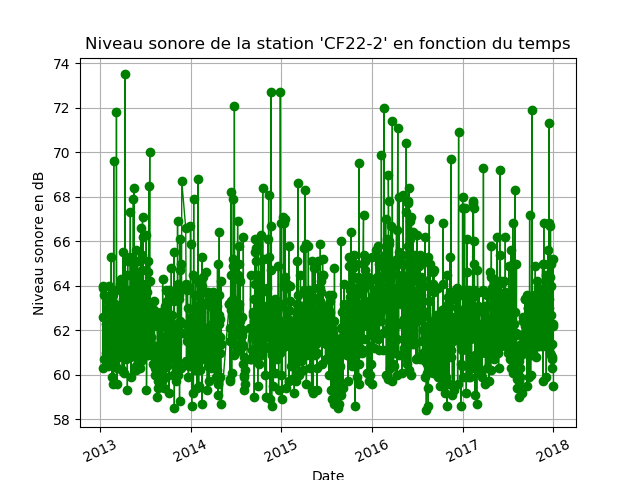 Niveau sonore de la station 'CF22-2' en fonction du temps
74
72
70
68
66
64
62
60
58
Niveau sonore en dB
2013 2014 2015 2016 2017 2018
Date